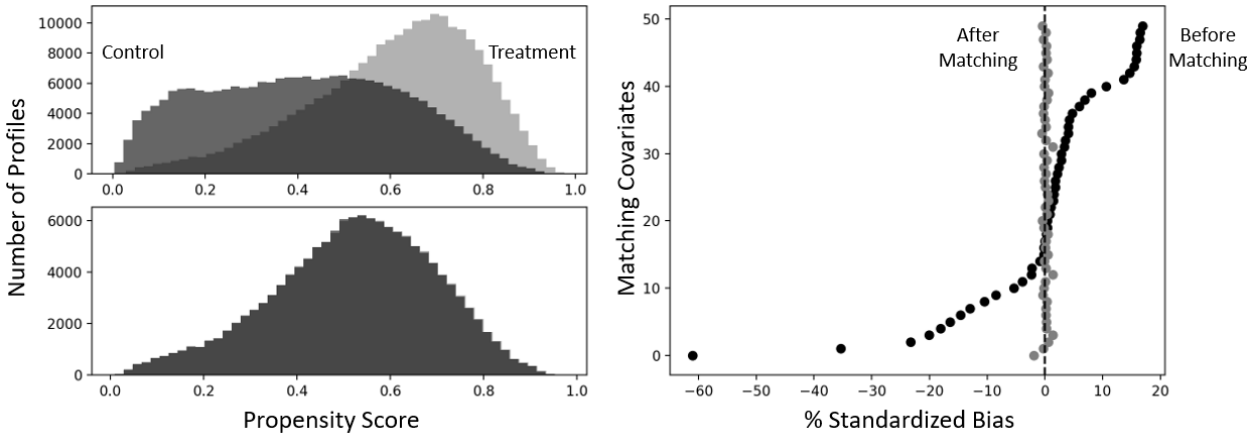 10000
8000
6000
4000
2000
0
Control
Treatment
0.0 0.2 0.4 0.6 0.8 1.0
6000
4000
2000
0
0.0 0.2 0.4 0.6 0.8 1.0
Number of Profiles
Propensity Score
50
40
30
20
10
0
After
Matching
Before
Matching
Matching Covariates
−60 −50 −40 −30 −20 −10 0 10 20
% Standardized Bias